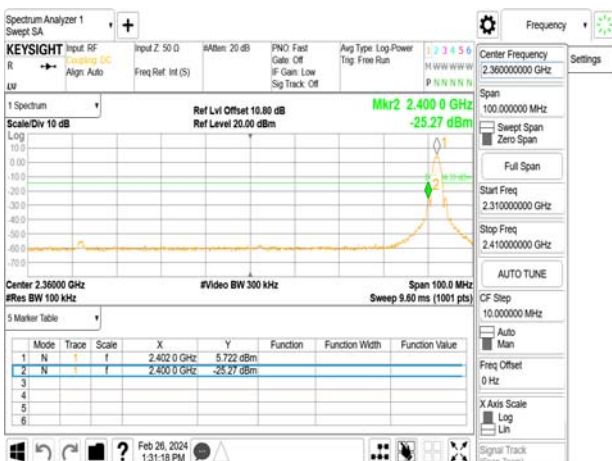 Spectrum Analyzer 1
Swept SA
Frequency
KEYSIGHT
Input: RF
Coupling: DC
Align: Auto
Input Z: 50 Ω
Freq Ref: Int (S)
#Atten: 20 dB
PNO: Fast
Gate: Off
IF Gain: Low
Sig Track: Off
Avg Type: Log-Power
Trig: Free Run
1 2 3 4 5 6
M W W W W W
P N N N N N
R
LXI
Center Frequency
2.360000000 GHz
Settings
1 Spectrum
Scale/Div 10 dB
Ref Lvl Offset 10.80 dB
Ref Level 20.00 dBm
Mkr2 2.400 0 GHz
-25.27 dBm
Log
10.0
0.00
-10.0
-20.0
-30.0
-40.0
-50.0
-60.0
-70.0
1
2
Center 2.36000 GHz
#Res BW 100 kHz
#Video BW 300 kHz
Span 100.0 MHz
Sweep 9.60 ms (1001 pts)
Span
100.000000 MHz
Swept Span
Zero Span
Full Span
Start Freq
2.310000000 GHz
Stop Freq
2.410000000 GHz
AUTO TUNE
CF Step
10.000000 MHz
Auto
Man
Freq Offset
0 Hz
X Axis Scale
Log
Lin
Signal Track
5 Marker Table
Mode Trace Scale X Y Function Function Width Function Value
1 N 1 f 2.402 0 GHz 5.722 dBm
2 N 1 f 2.400 0 GHz -25.27 dBm
3
4
5
6
Feb 26, 2024
1:31:18 PM